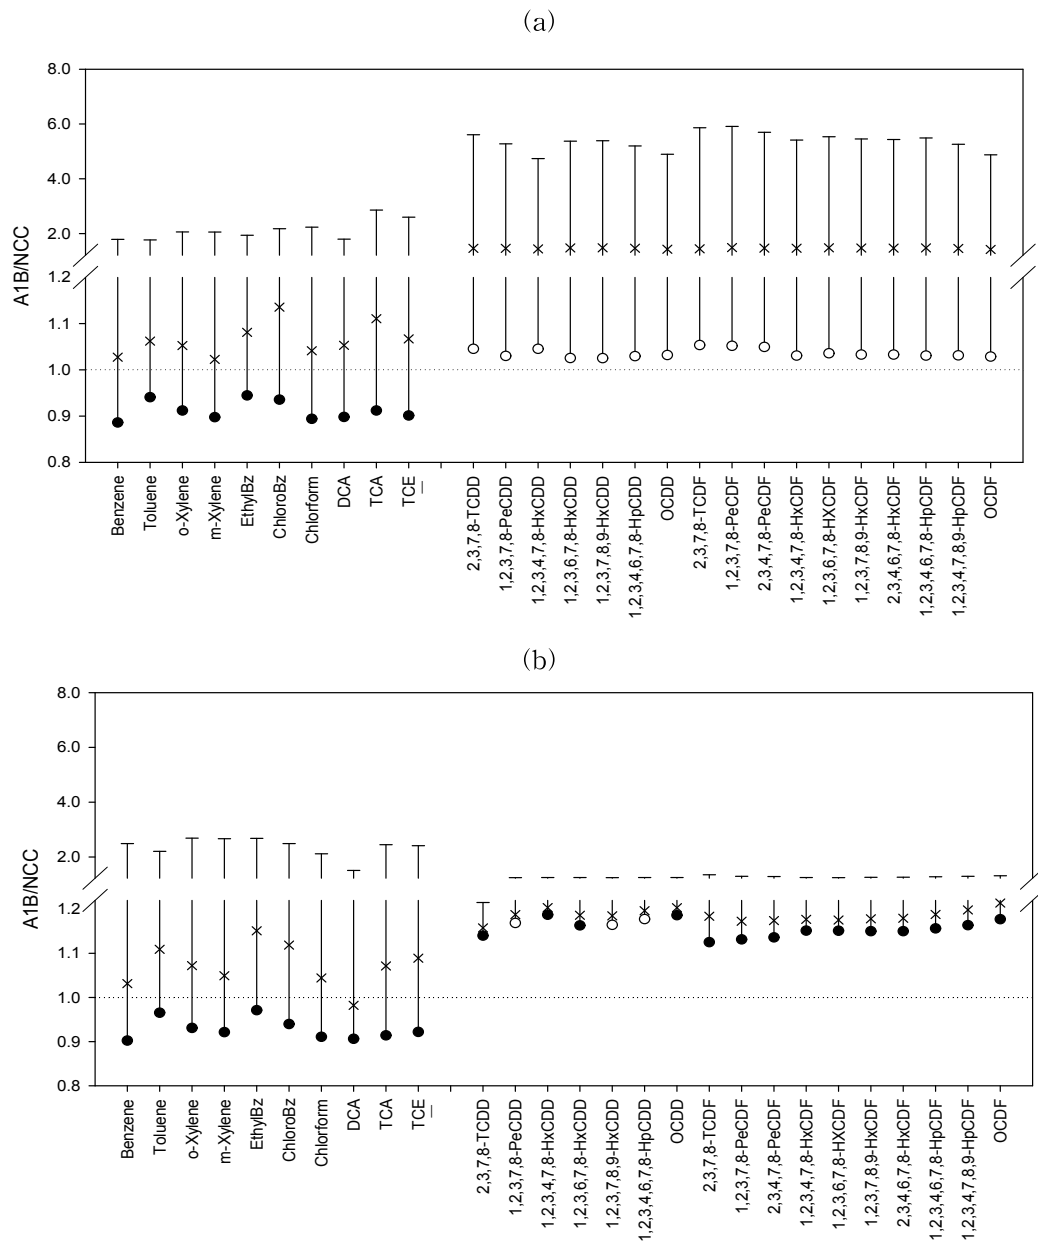 (a)
8.0
6.0
4.0
2.0
1.2
1.1
1.0
0.9
0.8
A1B/NCC
Benzene
Toluene
o-Xylene
m-Xylene
EthylBz
ChloroBz
Chlorform
DCA
TCA
TCE_
2,3,7,8-TCDD
1,2,3,7,8-PeCDD
1,2,3,4,7,8-HxCDD
1,2,3,6,7,8-HxCDD
1,2,3,7,8,9-HxCDD
1,2,3,4,6,7,8-HpCDD
OCDD
2,3,7,8-TCDF
1,2,3,7,8-PeCDF
2,3,4,7,8-PeCDF
1,2,3,4,7,8-HxCDF
1,2,3,6,7,8-HXCDF
1,2,3,7,8,9-HxCDF
2,3,4,6,7,8-HxCDF
1,2,3,4,6,7,8-HpCDF
1,2,3,4,7,8,9-HpCDF
OCDF
(b)
8.0
6.0
4.0
2.0
1.2
1.1
1.0
0.9
0.8
A1B/NCC
Benzene
Toluene
o-Xylene
m-Xylene
EthylBz
ChloroBz
Chlorform
DCA
TCA
TCE_
2,3,7,8-TCDD
1,2,3,7,8-PeCDD
1,2,3,4,7,8-HxCDD
1,2,3,6,7,8-HxCDD
1,2,3,7,8,9-HxCDD
1,2,3,4,6,7,8-HpCDD
OCDD
2,3,7,8-TCDF
1,2,3,7,8-PeCDF
2,3,4,7,8-PeCDF
1,2,3,4,7,8-HxCDF
1,2,3,6,7,8-HXCDF
1,2,3,7,8,9-HxCDF
2,3,4,6,7,8-HxCDF
1,2,3,4,6,7,8-HpCDF
1,2,3,4,7,8,9-HpCDF
OCDF